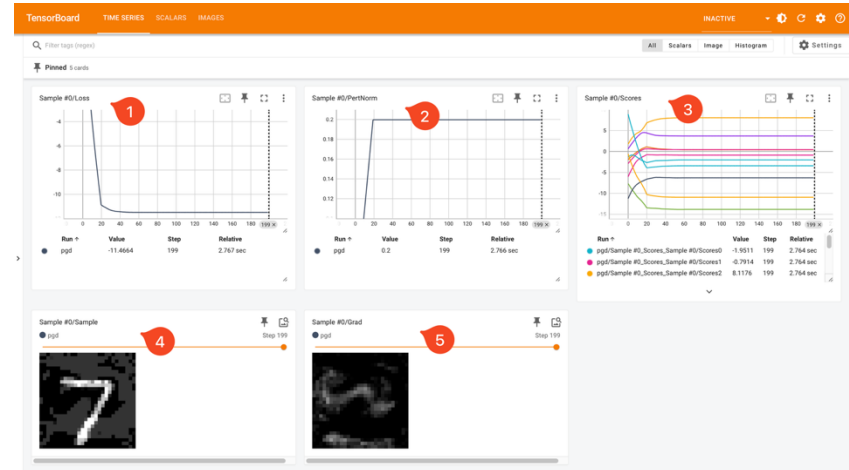 TensorBoard TIME SERIES SCALARS IMAGES INACTIVE
Filter tags (regex) All Scalars Image Histogram Settings
Pinned 5 cards
Sample #0/Loss
1
-4
-6
-8
-10
0 20 40 60 80 100 120 140 160 180 199
Run ↑ Value Step Relative
pgd -11.4664 199 2.767 sec
Sample #0/PertNorm
2
0.2
0.18
0.16
0.14
0.12
0 20 40 60 80 100 120 140 160 180 199
Run ↑ Value Step Relative
pgd 0.2 199 2.766 sec
Sample #0/Scores
3
5
0
-5
-10
0 20 40 60 80 100 120 140 160 180 199
Run ↑ Value Step Relative
pgd/Sample #0_Scores_Sample #0/Scores0 -1.9511 199 2.764 sec
pgd/Sample #0_Scores_Sample #0/Scores1 -0.7914 199 2.764 sec
pgd/Sample #0_Scores_Sample #0/Scores2 8.1176 199 2.764 sec
Sample #0/Sample
4
pgd Step 199
7
Sample #0/Grad
5
pgd Step 199